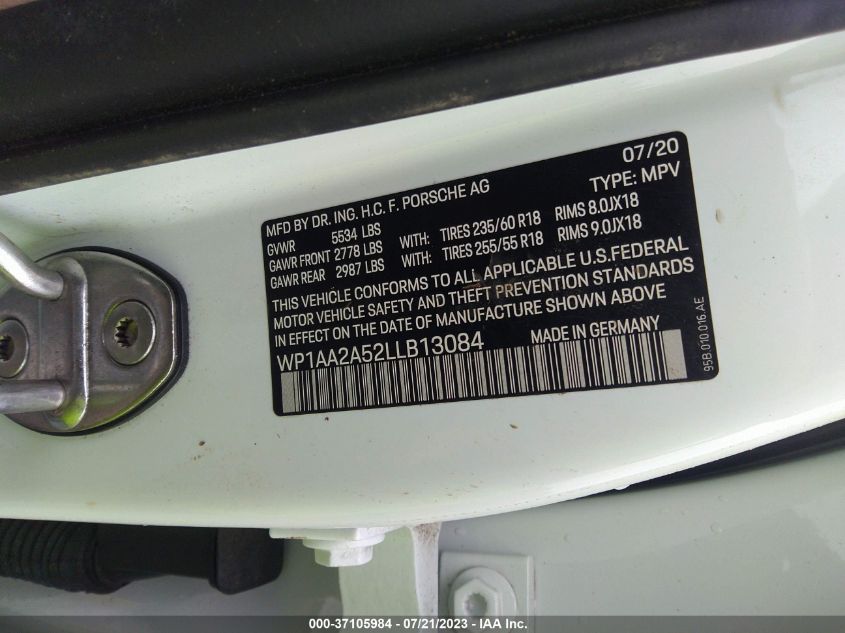 07/20
MFD BY DR. ING. H.C. F. PORSCHE AG TYPE: MPV
GVWR 5534 LBS
GAWR FRONT 2778 LBS WITH: TIRES 235/60 R18 RIMS 8.0JX18
GAWR REAR 2987 LBS WITH: TIRES 255/55 R18 RIMS 9.0JX18
THIS VEHICLE CONFORMS TO ALL APPLICABLE U.S.FEDERAL
MOTOR VEHICLE SAFETY AND THEFT PREVENTION STANDARDS
IN EFFECT ON THE DATE OF MANUFACTURE SHOWN ABOVE
WP1AA2A52LLB13084 MADE IN GERMANY
95B.010.016.AE
000-37105984 / 07/21/2023 - IAA Inc.